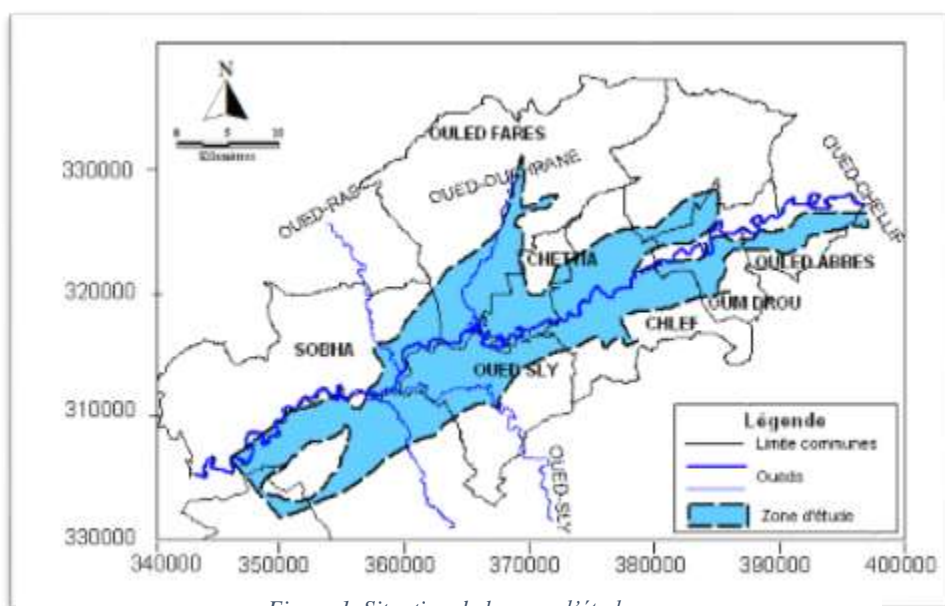 N
0 5 10
Kilomètres
OULED FARES
330000
OUED-OUAHRANE
OUED-RAS
OUED-CHELLIF
CHETTIA
OULED ABBES
320000
OUM DROU
CHLEF
SOBHA
OUED SLY
310000
OUED-SLY
Légende
Limite communes
Oueds
Zone d'étude
330000
340000 350000 360000 370000 380000 390000 400000